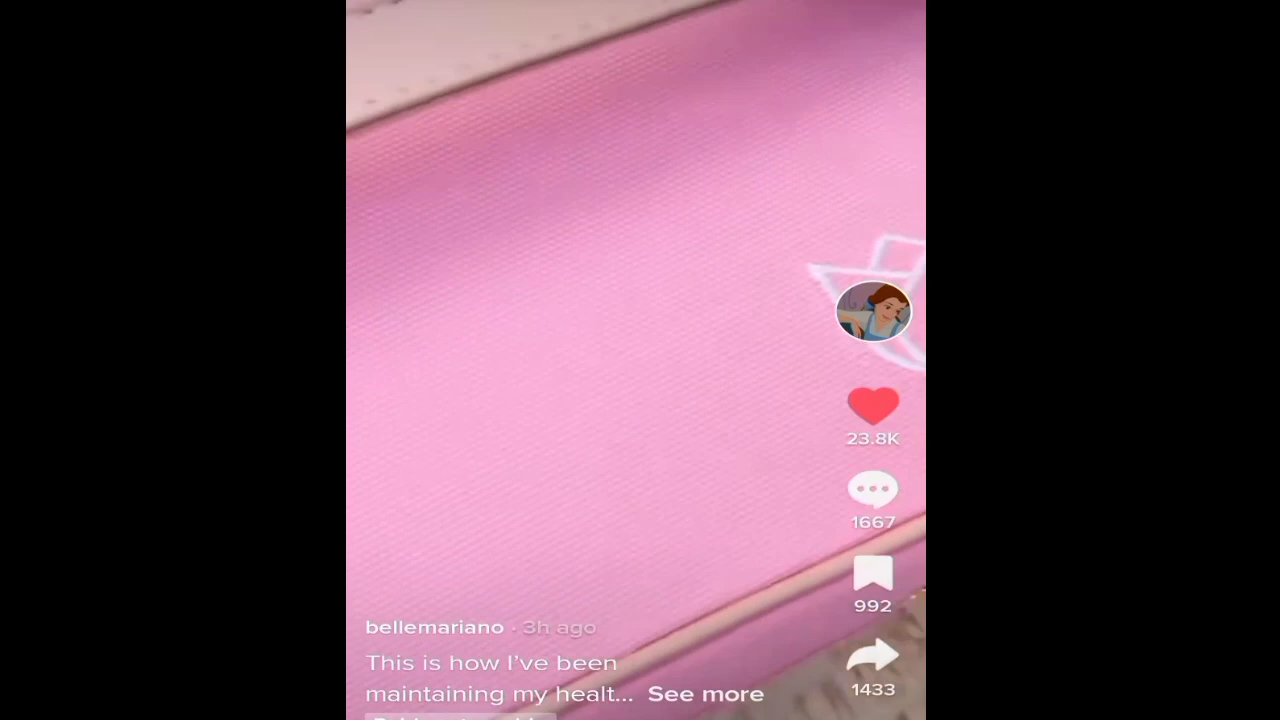 23.8K
1667
992
1433
bellemariano · 3h ago
This is how I've been
maintaining my healt... See more